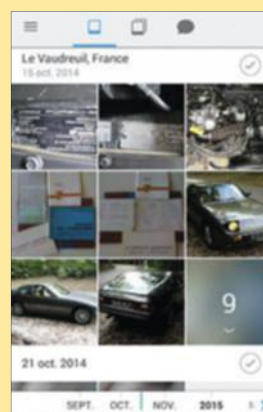 Le Vaudreuil, France
15 oct. 2014
9
21 oct. 2014
SEPT. OCT. NOV. 2015